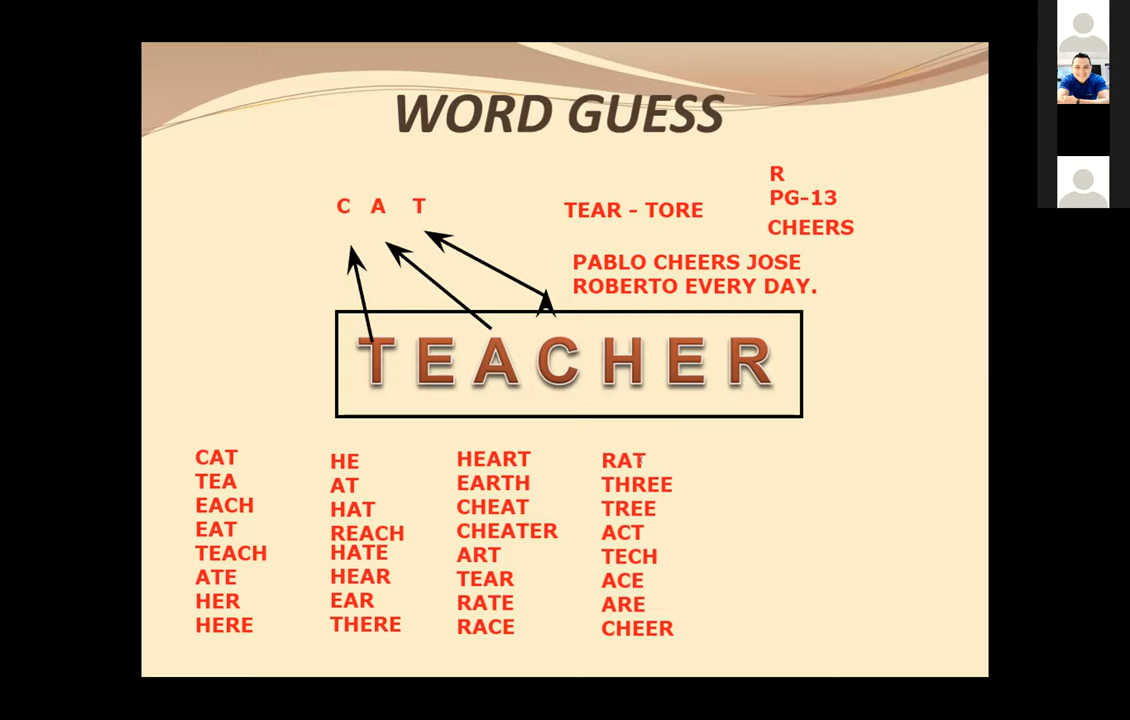 WORD GUESS
R
PG-13
CHEERS
C A T
TEAR - TORE
PABLO CHEERS JOSE
ROBERTO EVERY DAY.
TEACHER
CAT
TEA
EACH
EAT
TEACH
ATE
HER
HERE
HE
AT
HAT
REACH
HATE
HEAR
EAR
THERE
HEART
EARTH
CHEAT
CHEATER
ART
TEAR
RATE
RACE
RAT
THREE
TREE
ACT
TECH
ACE
ARE
CHEER